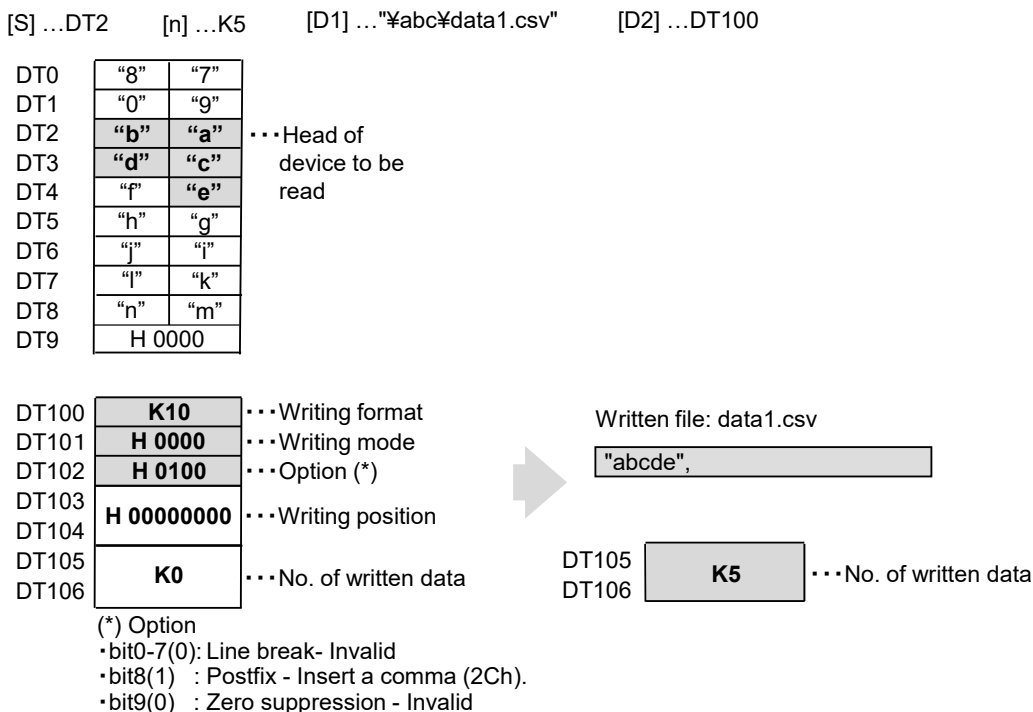 [S] …DT2 [n] …K5 [D1] …"¥abc¥data1.csv" [D2] …DT100
DT0 “8” “7”
DT1 “0” “9”
DT2 “b” “a” ･･･Head of
DT3 “d” “c” device to be
DT4 “f” “e” read
DT5 “h” “g”
DT6 “j” “i”
DT7 “l” “k”
DT8 “n” “m”
DT9 H 0000
DT100 K10 ･･･Writing format
DT101 H 0000 ･･･Writing mode
DT102 H 0100 ･･･Option (*)
DT103
DT104
H 00000000 ･･･Writing position
DT105
DT106
K0 ･･･No. of written data
(*) Option
･bit0-7(0): Line break- Invalid
･bit8(1) : Postfix - Insert a comma (2Ch).
･bit9(0) : Zero suppression - Invalid
Written file: data1.csv
"abcde",
DT105
DT106
K5 ･･･No. of written data